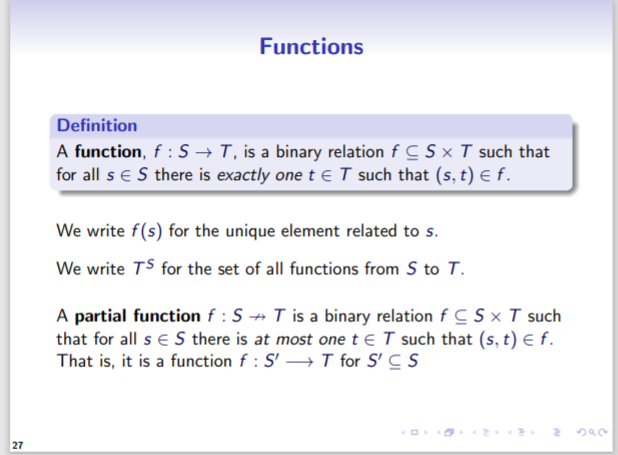 Functions
Definition
A function, f : S → T, is a binary relation f ⊆ S × T such that
for all s ∈ S there is exactly one t ∈ T such that (s, t) ∈ f.
We write f(s) for the unique element related to s.
We write Tˢ for the set of all functions from S to T.
A partial function f : S ↛ T is a binary relation f ⊆ S × T such
that for all s ∈ S there is at most one t ∈ T such that (s, t) ∈ f.
That is, it is a function f : S′ ⟶ T for S′ ⊆ S
27